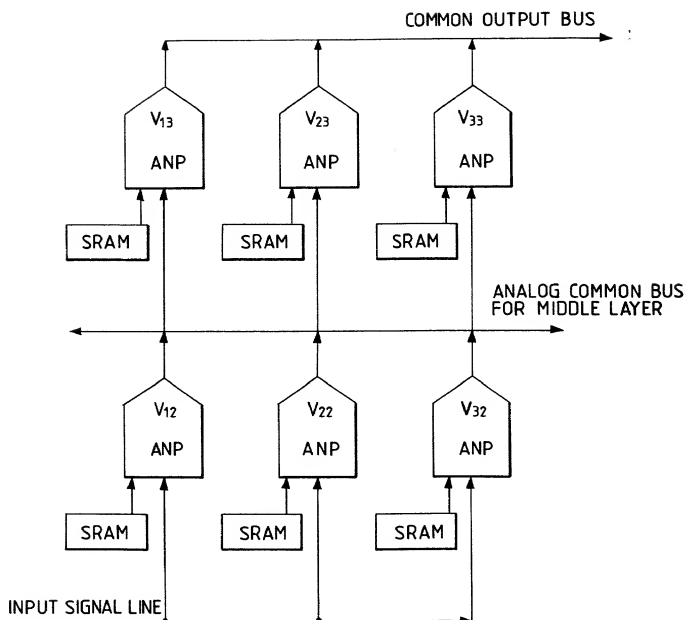 COMMON OUTPUT BUS
V13 V23 V33
ANP ANP ANP
SRAM SRAM SRAM
ANALOG COMMON BUS
FOR MIDDLE LAYER
V12 V22 V32
ANP ANP ANP
SRAM SRAM SRAM
INPUT SIGNAL LINE